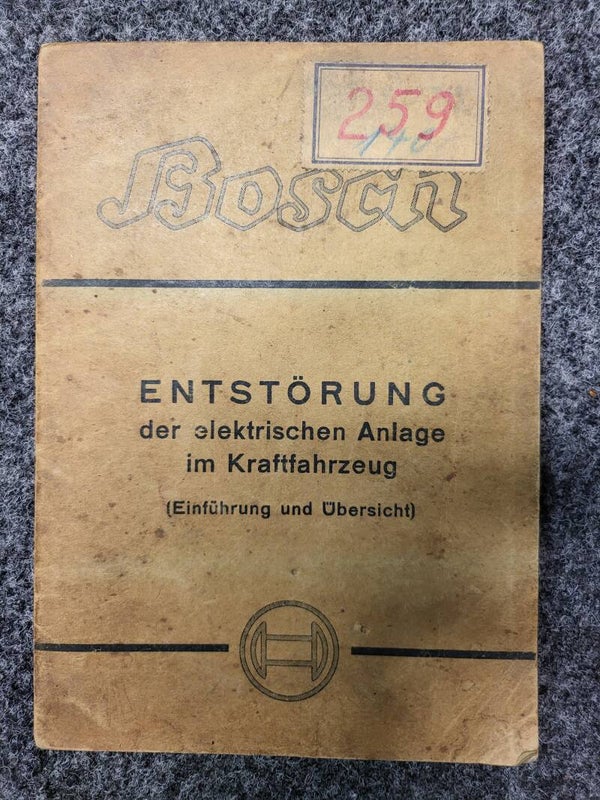 259
140
Bosch
ENTSTÖRUNG
der elektrischen Anlage
im Kraftfahrzeug
(Einführung und Übersicht)